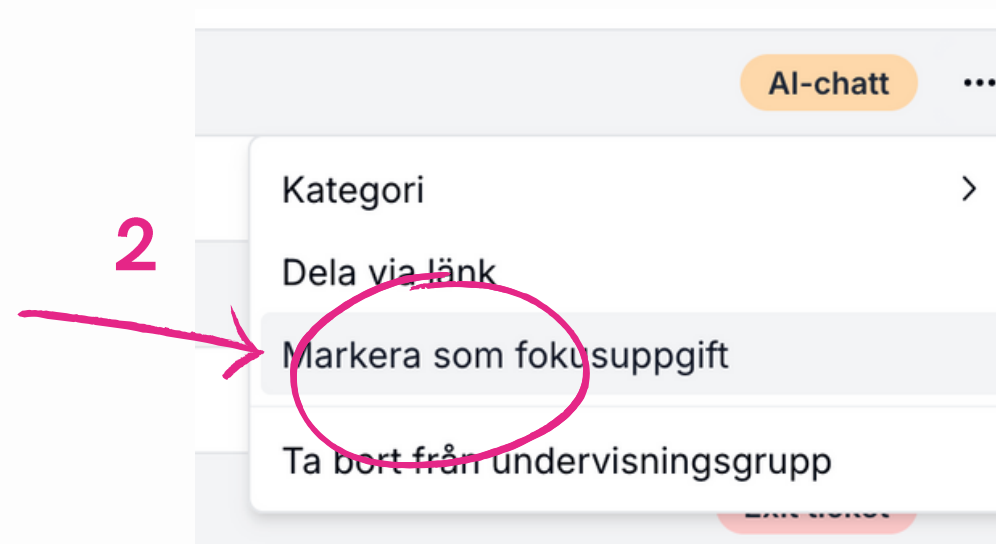 AI-chatt
Kategori
2
Dela via länk
Markera som fokusuppgift
Ta bort från undervisningsgrupp